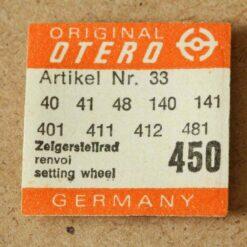 ORIGINAL
OTERO
Artikel Nr. 33
40 41 48 140 141
401 411 412 481
Zeigerstellrad
renvoi
setting wheel
450
GERMANY